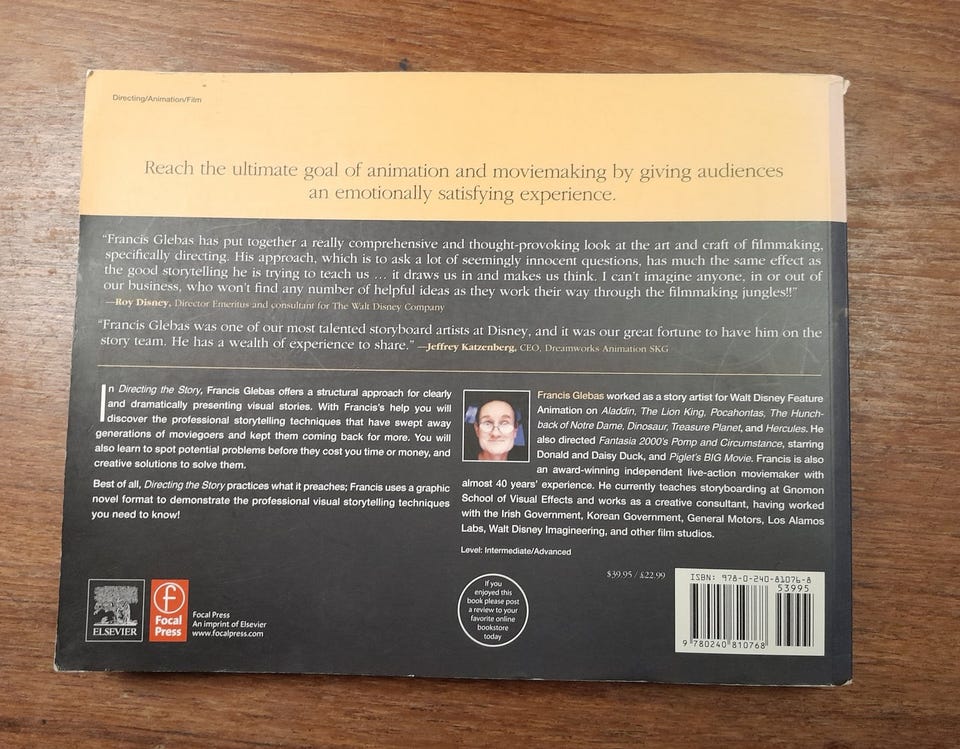 Directing/Animation/Film
Reach the ultimate goal of animation and moviemaking by giving audiences
an emotionally satisfying experience.
“Francis Glebas has put together a really comprehensive and thought-provoking look at the art and craft of filmmaking,
specifically directing. His approach, which is to ask a lot of seemingly innocent questions, has much the same effect as
the good storytelling he is trying to teach us … it draws us in and makes us think. I can’t imagine anyone, in or out of
our business, who won’t find any number of helpful ideas as they work their way through the filmmaking jungles!!”
—Roy Disney, Director Emeritus and consultant for The Walt Disney Company
“Francis Glebas was one of our most talented storyboard artists at Disney, and it was our great fortune to have him on the
story team. He has a wealth of experience to share.” —Jeffrey Katzenberg, CEO, Dreamworks Animation SKG
In Directing the Story, Francis Glebas offers a structural approach for clearly
and dramatically presenting visual stories. With Francis’s help you will
discover the professional storytelling techniques that have swept away
generations of moviegoers and kept them coming back for more. You will
also learn to spot potential problems before they cost you time or money, and
creative solutions to solve them.
Best of all, Directing the Story practices what it preaches; Francis uses a graphic
novel format to demonstrate the professional visual storytelling techniques
you need to know!
Francis Glebas worked as a story artist for Walt Disney Feature
Animation on Aladdin, The Lion King, Pocahontas, The Hunch-
back of Notre Dame, Dinosaur, Treasure Planet, and Hercules. He
also directed Fantasia 2000’s Pomp and Circumstance, starring
Donald and Daisy Duck, and Piglet’s BIG Movie. Francis is also
an award-winning independent live-action moviemaker with
almost 40 years’ experience. He currently teaches storyboarding at Gnomon
School of Visual Effects and works as a creative consultant, having worked
with the Irish Government, Korean Government, General Motors, Los Alamos
Labs, Walt Disney Imagineering, and other film studios.
Level: Intermediate/Advanced
ELSEVIER
Focal
Press
Focal Press
An imprint of Elsevier
www.focalpress.com
If you
enjoyed this
book please post
a review to your
favorite online
bookstore
today
$39.95 / £22.99
ISBN: 978-0-240-81076-8
53995
9 780240 810768